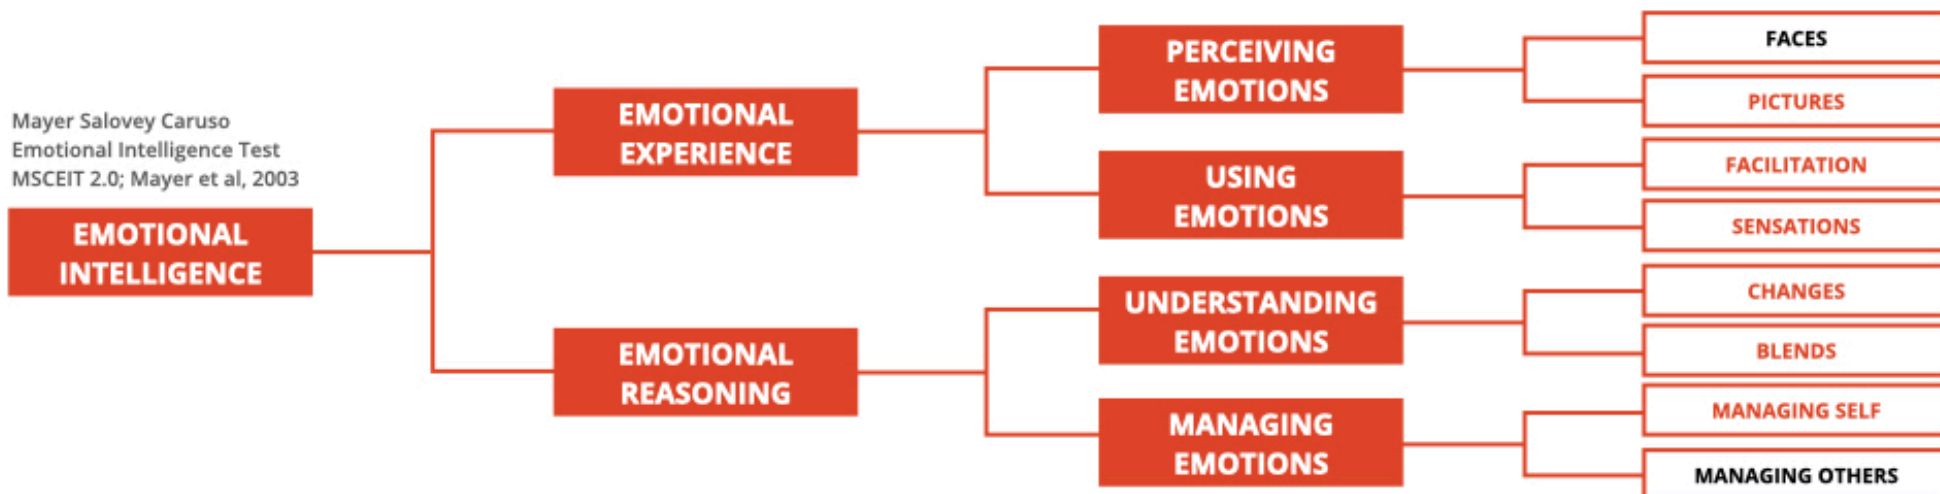 Mayer Salovey Caruso
Emotional Intelligence Test
MSCEIT 2.0; Mayer et al, 2003
EMOTIONAL
INTELLIGENCE
EMOTIONAL
EXPERIENCE
EMOTIONAL
REASONING
PERCEIVING
EMOTIONS
USING
EMOTIONS
UNDERSTANDING
EMOTIONS
MANAGING
EMOTIONS
FACES
PICTURES
FACILITATION
SENSATIONS
CHANGES
BLENDS
MANAGING SELF
MANAGING OTHERS